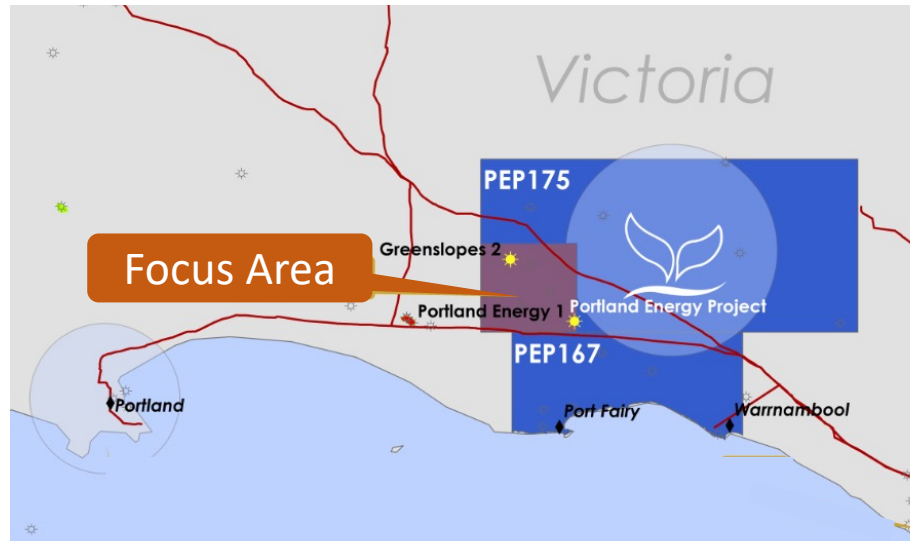 Victoria
PEP175
Greenslopes 2
Focus Area
Portland Energy 1
Portland Energy Project
PEP167
Portland
Port Fairy
Warrnambool